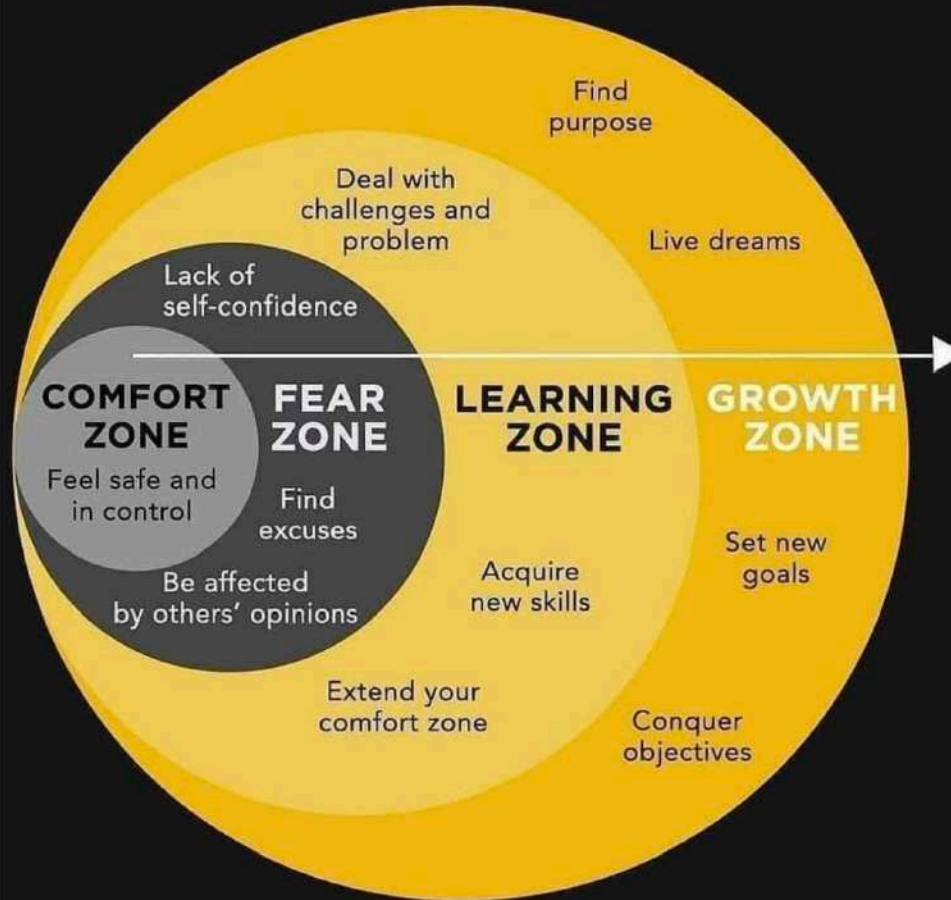 Find
purpose
Deal with
challenges and
problem
Live dreams
Lack of
self-confidence
COMFORT
ZONE
Feel safe and
in control
FEAR
ZONE
Find
excuses
Be affected
by others' opinions
LEARNING
ZONE
Acquire
new skills
Extend your
comfort zone
GROWTH
ZONE
Set new
goals
Conquer
objectives